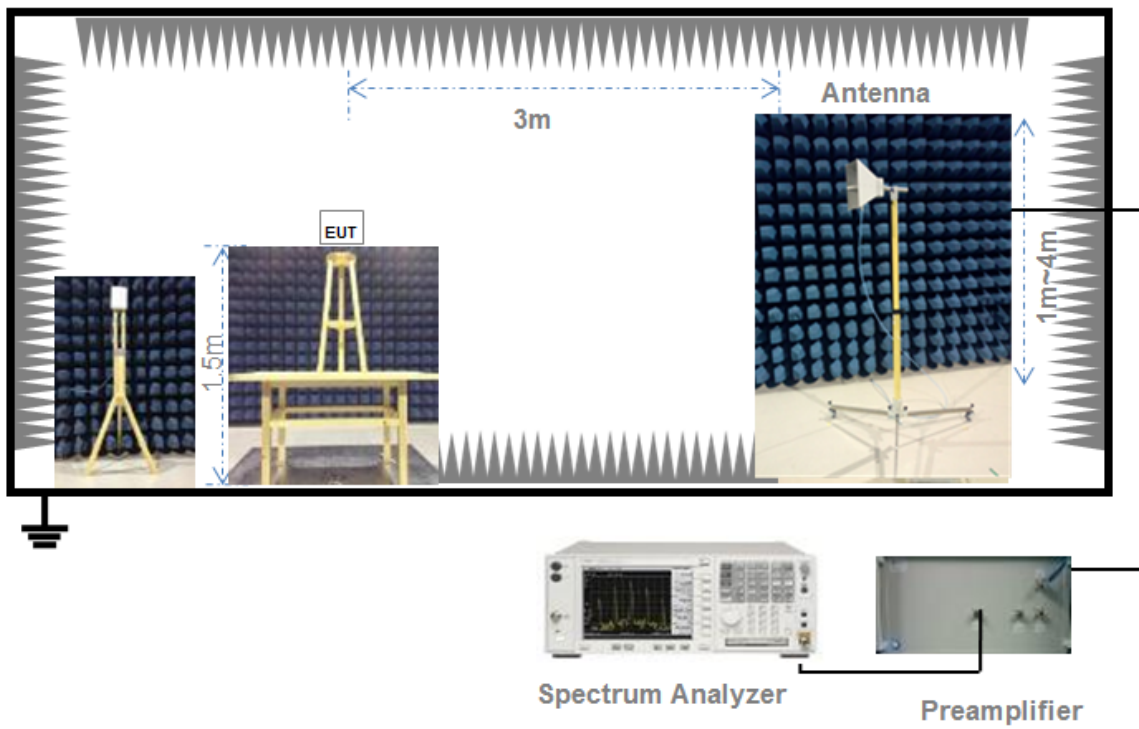 Antenna
3m
EUT
1.5m
1m~4m
Spectrum Analyzer
Preamplifier